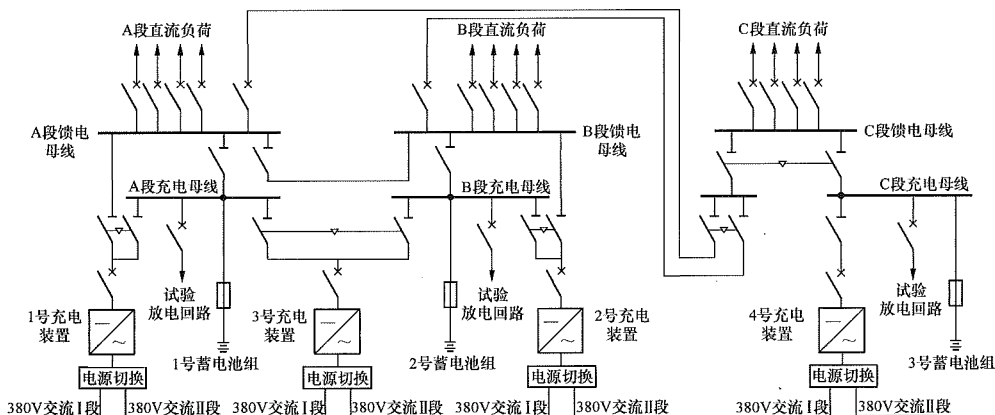 A段直流负荷
B段直流负荷
C段直流负荷
A段馈电
母线
B段馈电
母线
C段馈电母线
A段充电母线
B段充电母线
C段充电母线
试验
放电回路
试验
放电回路
试验
放电回路
1号充电
装置
3号充电
装置
2号充电
装置
4号充电
装置
1号蓄电池组
2号蓄电池组
3号蓄电池组
电源切换
电源切换
电源切换
电源切换
380V交流Ⅰ段
380V交流Ⅱ段
380V交流Ⅰ段
380V交流Ⅱ段
380V交流Ⅰ段
380V交流Ⅱ段
380V交流Ⅰ段
380V交流Ⅱ段